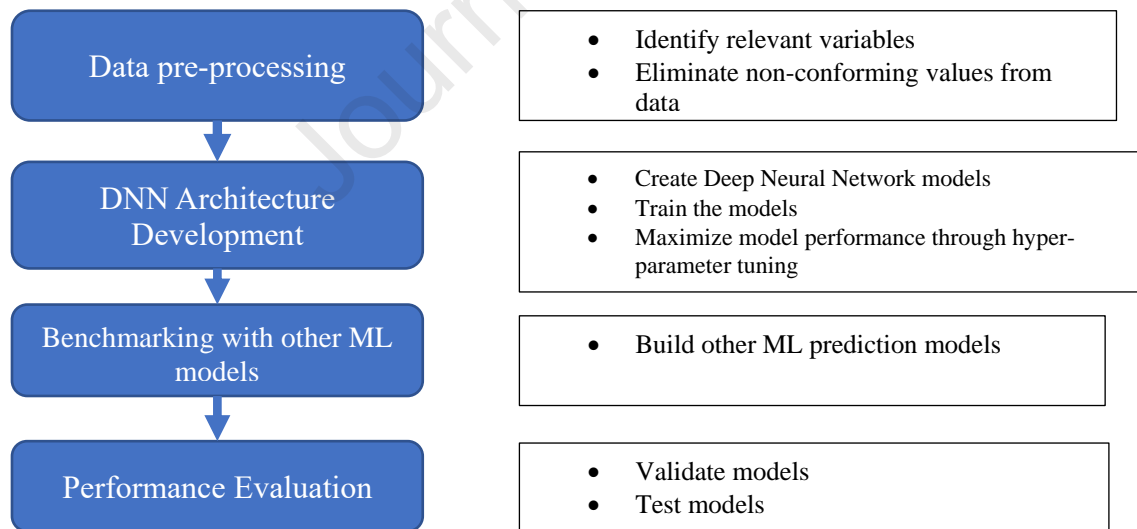 Data pre-processing
• Identify relevant variables
• Eliminate non-conforming values from
data
Journ
DNN Architecture
Development
• Create Deep Neural Network models
• Train the models
• Maximize model performance through hyper-
parameter tuning
Benchmarking with other ML
models
• Build other ML prediction models
Performance Evaluation
• Validate models
• Test models